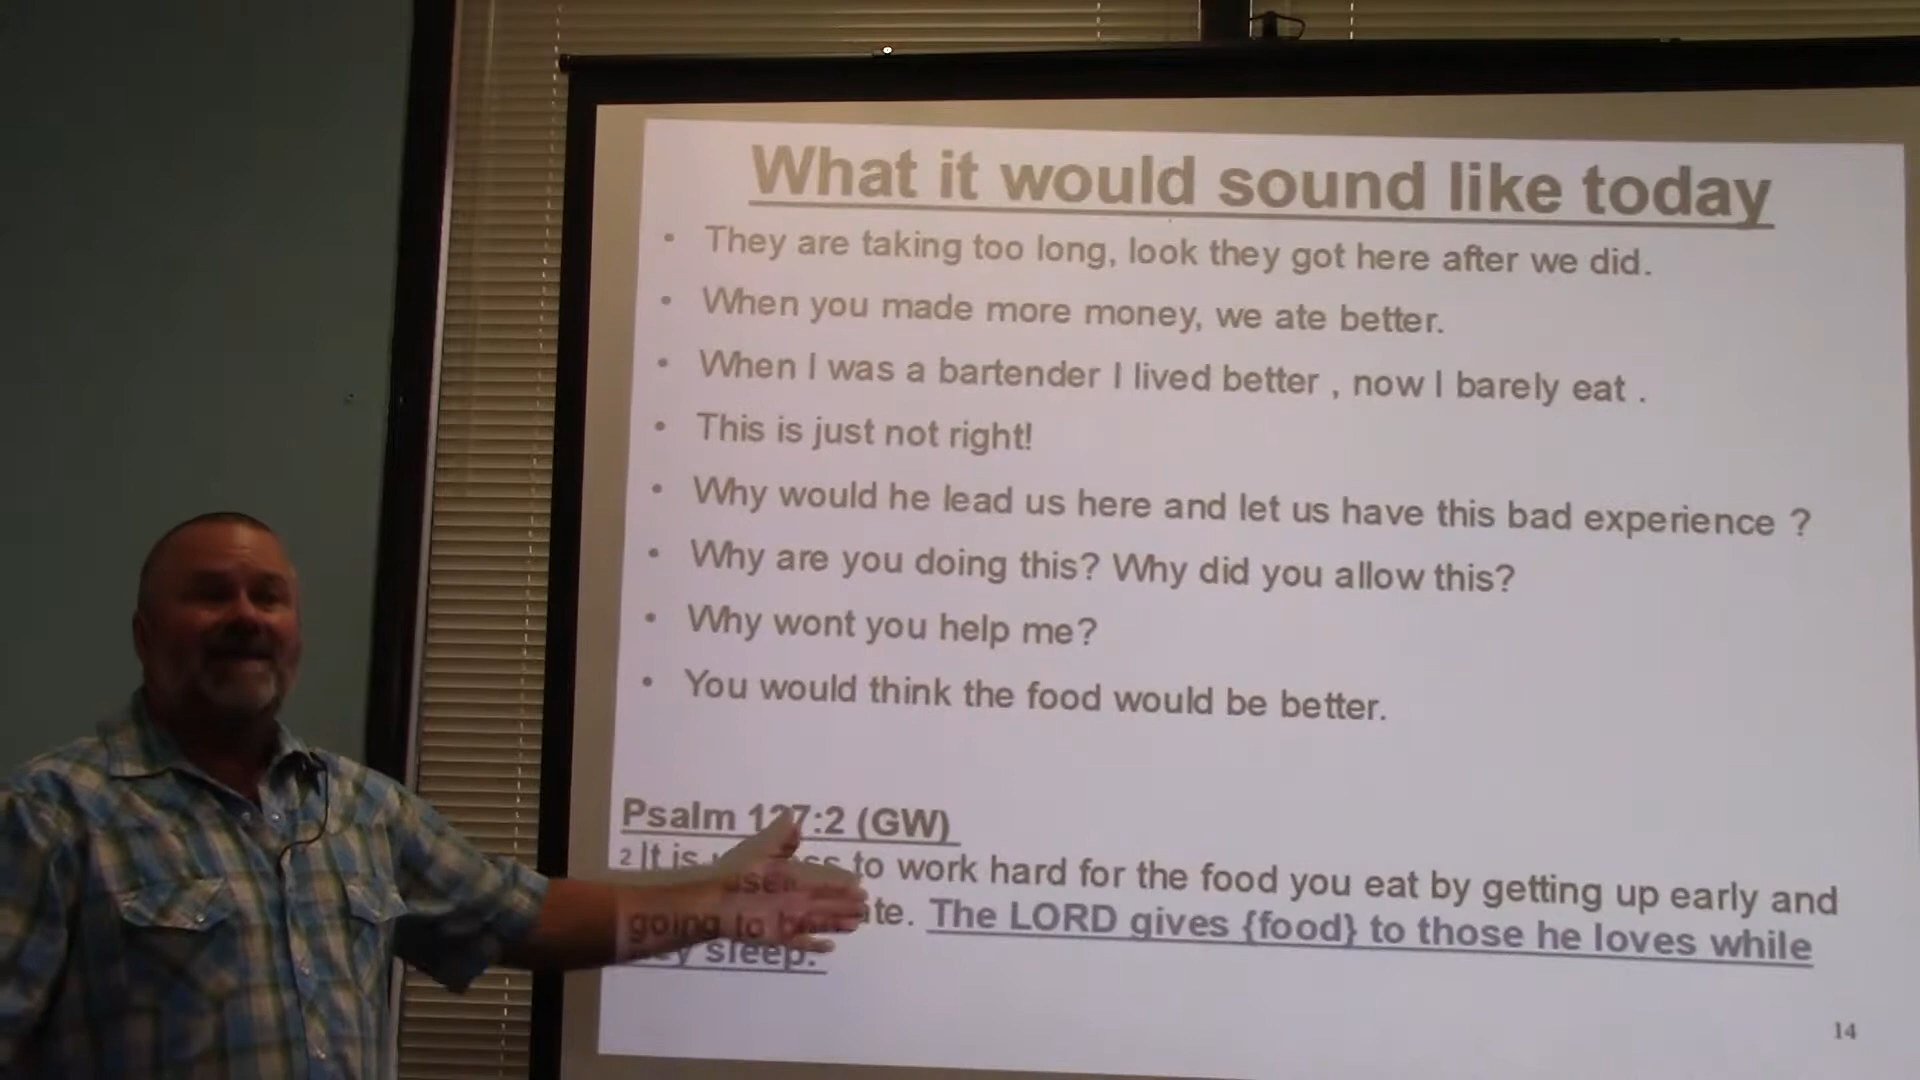 What it would sound like today
• They are taking too long, look they got here after we did.
• When you made more money, we ate better.
• When I was a bartender I lived better , now I barely eat .
• This is just not right!
• Why would he lead us here and let us have this bad experience ?
• Why are you doing this? Why did you allow this?
• Why wont you help me?
• You would think the food would be better.
Psalm 127:2 (GW)
2 It is to work hard for the food you eat by getting up early and
going to The LORD gives {food} to those he loves while
sleep.
14